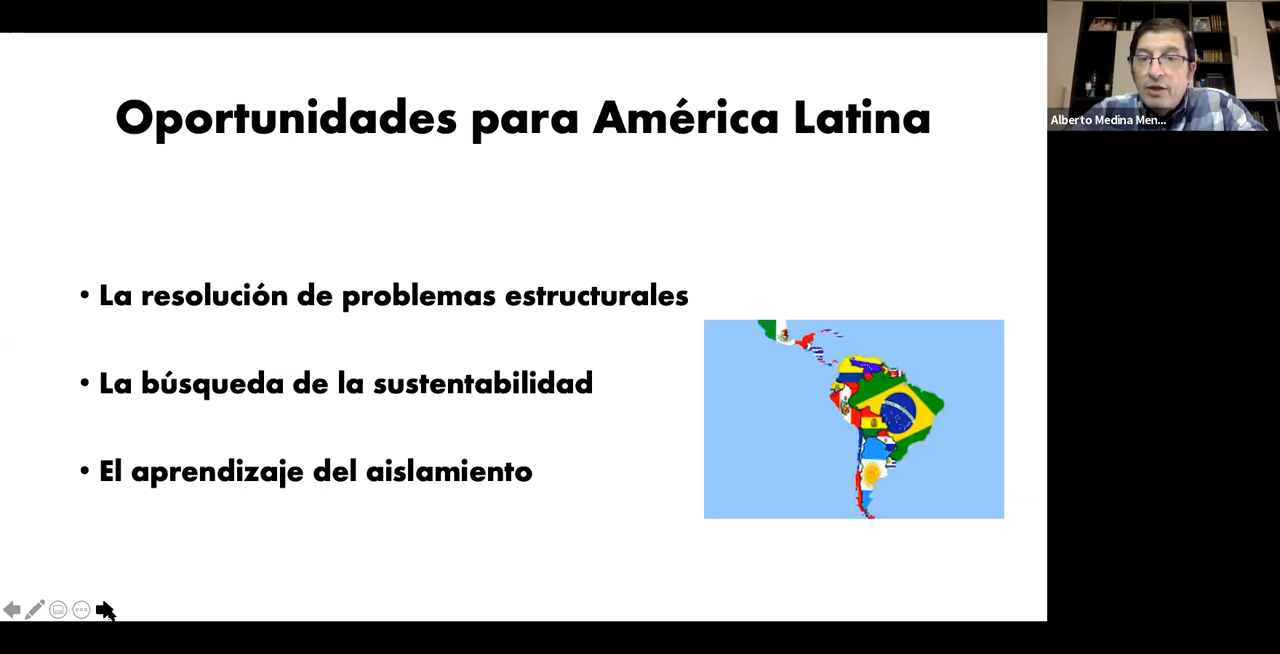 Oportunidades para América Latina
• La resolución de problemas estructurales
• La búsqueda de la sustentabilidad
• El aprendizaje del aislamiento
Alberto Medina Men...